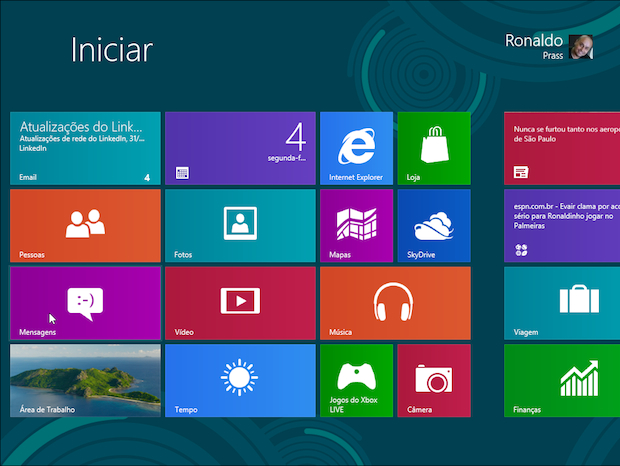 Iniciar
Ronaldo
Prass
Atualizações do Link...
Atualizações de rede do LinkedIn, 31/...
LinkedIn
Email
4
4
segunda-f...
Internet Explorer
Loja
Nunca se furtou tanto nos aeropo
de São Paulo
Pessoas
Fotos
Mapas
SkyDrive
espn.com.br - Evair clama por ac
sério para Ronaldinho jogar no
Palmeiras
:-)
Mensagens
Vídeo
Música
Viagem
Área de Trabalho
Tempo
Jogos do Xbox
LIVE
Câmera
Finanças